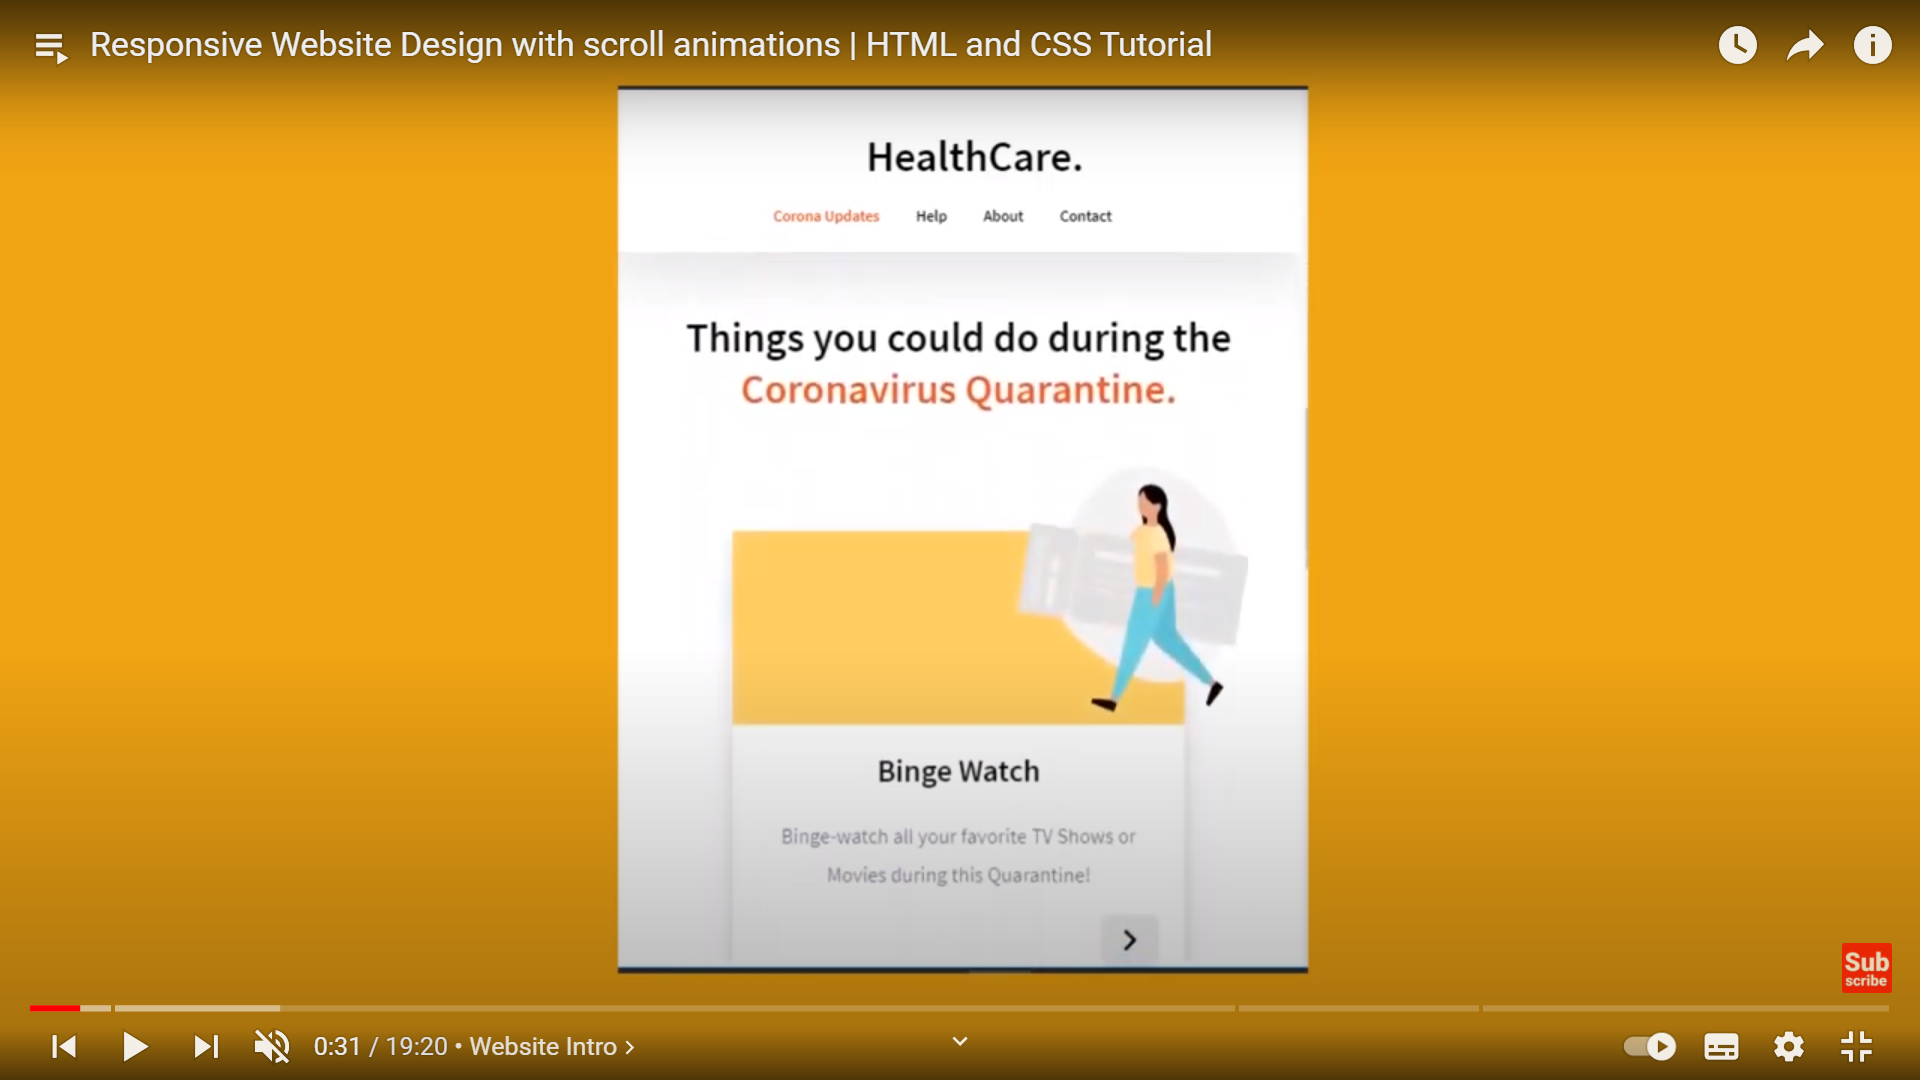 Responsive Website Design with scroll animations | HTML and CSS Tutorial
HealthCare.
Corona Updates Help About Contact
Things you could do during the
Coronavirus Quarantine.
Binge Watch
Binge-watch all your favorite TV Shows or
Movies during this Quarantine!
Sub
scribe
0:31 / 19:20 • Website Intro